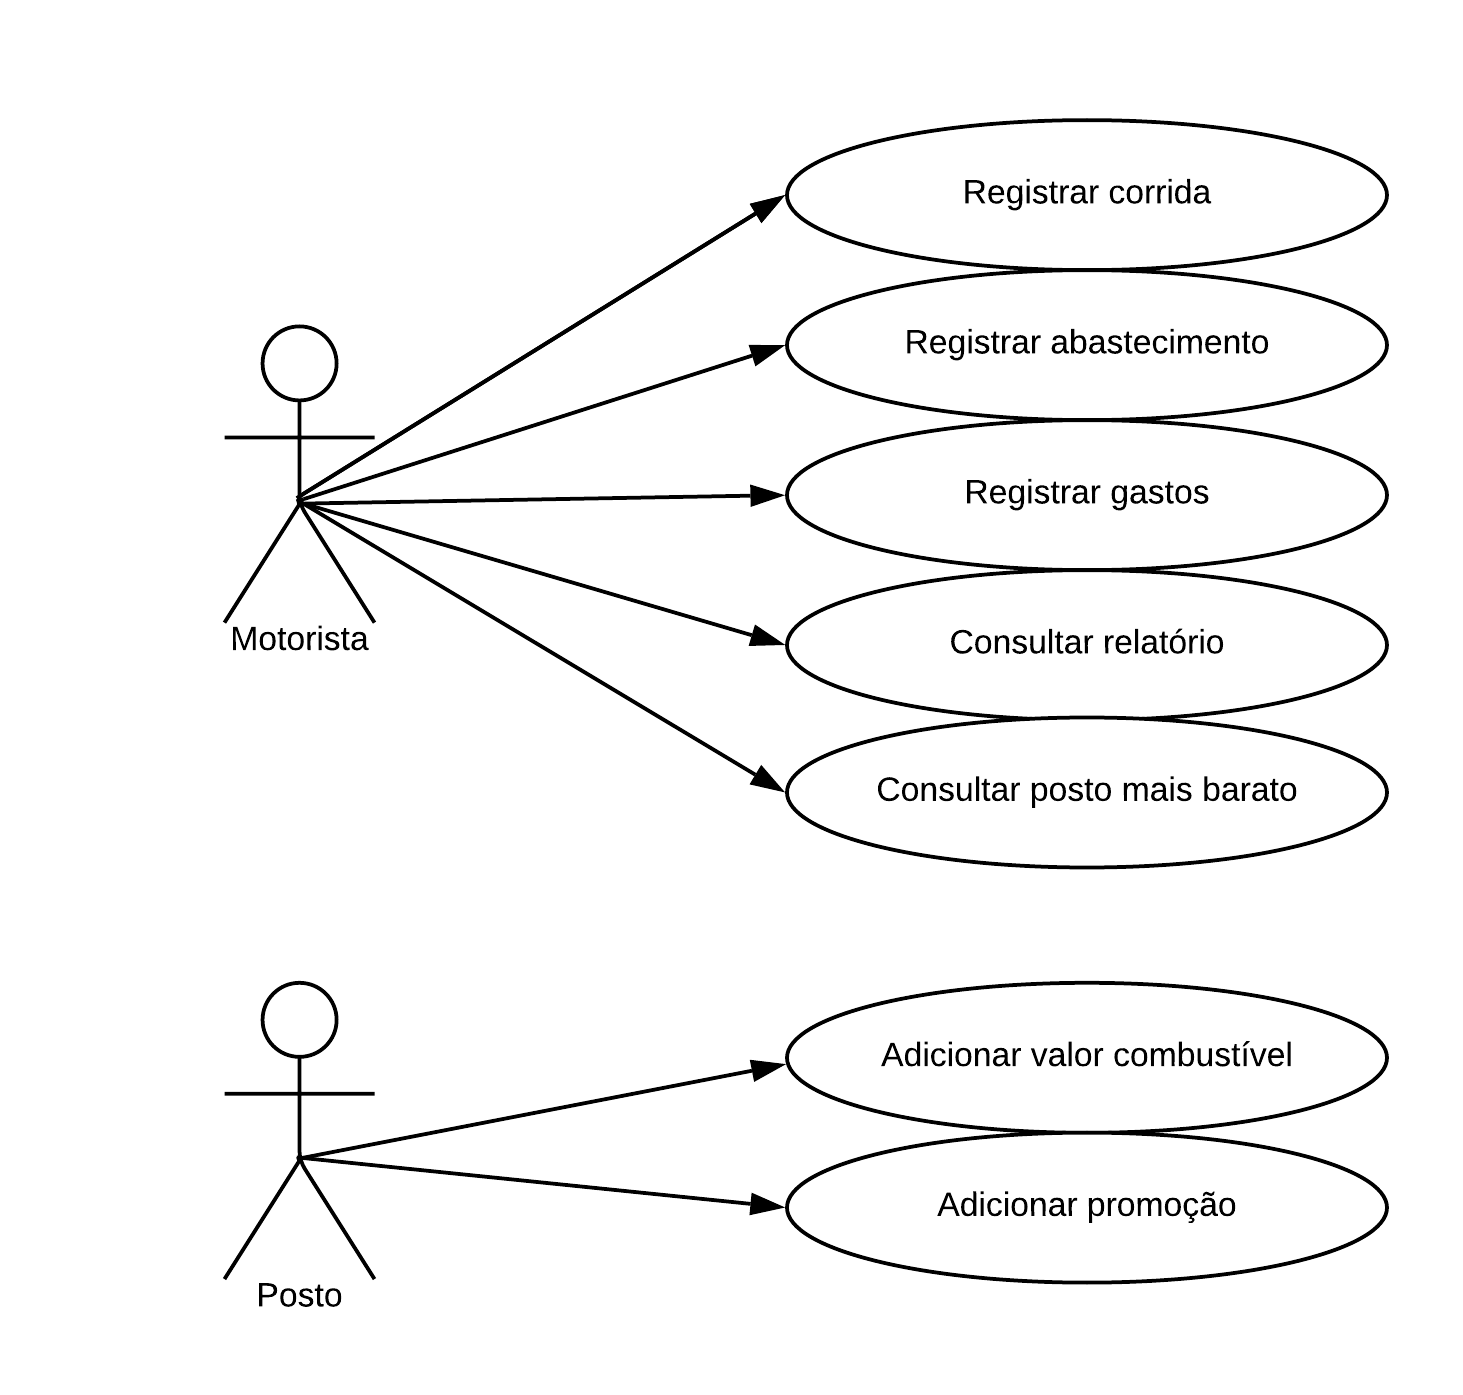 Registrar corrida
Registrar abastecimento
Registrar gastos
Motorista
Consultar relatório
Consultar posto mais barato
Adicionar valor combustível
Adicionar promoção
Posto